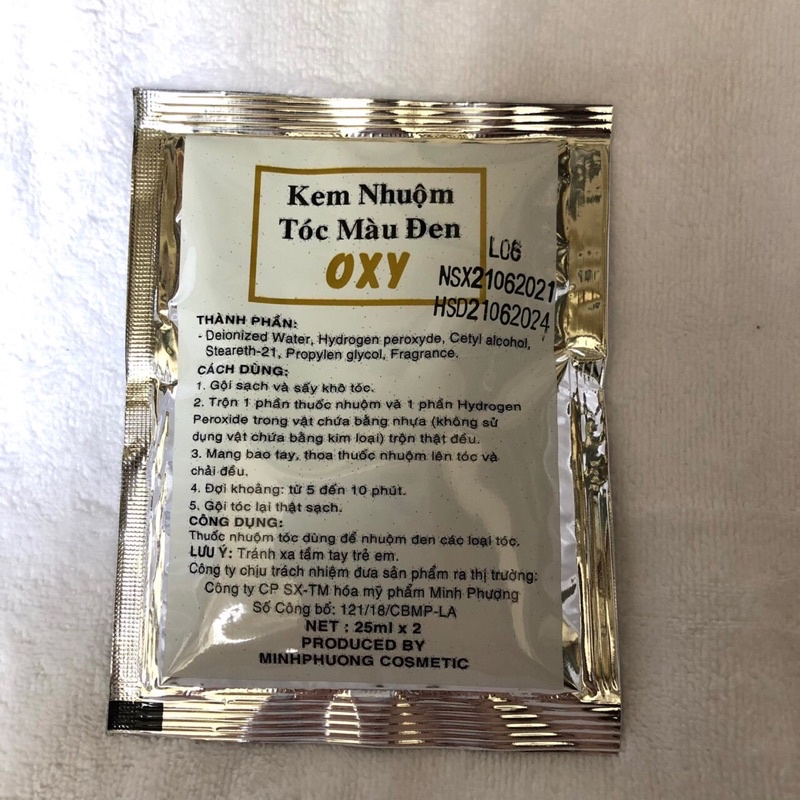 Kem Nhuộm
Tóc Màu Đen
OXY
L06
NSX21062021
HSD21062024
THÀNH PHẦN:
- Deionized Water, Hydrogen peroxyde, Cetyl alcohol,
Steareth-21, Propylen glycol, Fragrance.
CÁCH DÙNG:
1. Gội sạch và sấy khô tóc.
2. Trộn 1 phần thuốc nhuộm và 1 phần Hydrogen
Peroxide trong vật chứa bằng nhựa (không sử
dụng vật chứa bằng kim loại) trộn thật đều.
3. Mang bao tay, thoa thuốc nhuộm lên tóc và
chải đều.
4. Đợi khoảng: từ 5 đến 10 phút.
5. Gội tóc lại thật sạch.
CÔNG DỤNG:
Thuốc nhuộm tóc dùng để nhuộm đen các loại tóc.
LƯU Ý: Tránh xa tầm tay trẻ em.
Công ty chịu trách nhiệm đưa sản phẩm ra thị trường:
Công ty CP SX-TM hóa mỹ phẩm Minh Phượng
Số Công bố: 121/18/CBMP-LA
NET : 25ml x 2
PRODUCED BY
MINHPHUONG COSMETIC